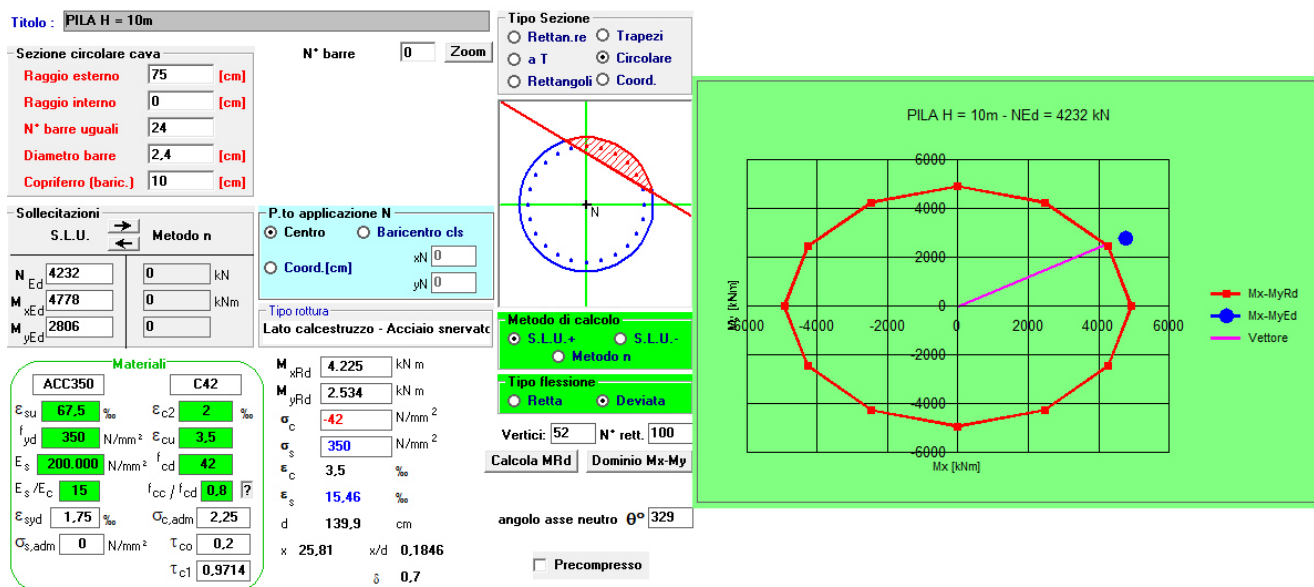 Titolo : PILA H = 10m
Sezione circolare cava
Raggio esterno 75 [cm]
Raggio interno 0 [cm]
N° barre uguali 24
Diametro barre 2,4 [cm]
Copriferro (baric.) 10 [cm]
N° barre 0 Zoom
Tipo Sezione
Rettan.re Trapezi
a T Circolare
Rettangoli Coord.
N
Sollecitazioni
S.L.U. Metodo n
N Ed 4232 0 kN
M xEd 4778 0 kNm
M yEd 2806 0
P.to applicazione N
Centro Baricentro cls
Coord.[cm] xN 0
yN 0
Tipo rottura
Lato calcestruzzo - Acciaio snervato
Materiali
ACC350 C42
εsu 67,5 ‰ εc2 2 ‰
fyd 350 N/mm² εcu 3,5
Es 200.000 N/mm² fcd 42
Es/Ec 15 fcc / fcd 0,8 ?
εsyd 1,75 ‰ σc,adm 2,25
σs,adm 0 N/mm² τco 0,2
τc1 0,9714
M xRd 4.225 kN m
M yRd 2.534 kN m
σc -42 N/mm²
σs 350 N/mm²
εc 3,5 ‰
εs 15,46 ‰
d 139,9 cm
x 25,81 x/d 0,1846
δ 0,7
Metodo di calcolo
S.L.U.+ S.L.U.-
Metodo n
Tipo flessione
Retta Deviata
Vertici: 52 N° rett. 100
Calcola MRd Dominio Mx-My
angolo asse neutro θ° 329
Precompresso
PILA H = 10m - NEd = 4232 kN
6000
4000
2000
0
-6000 -4000 -2000 0 2000 4000 6000
-2000
-4000
-6000
Mx [kNm]
My [kNm]
Mx-MyRd
Mx-MyEd
Vettore